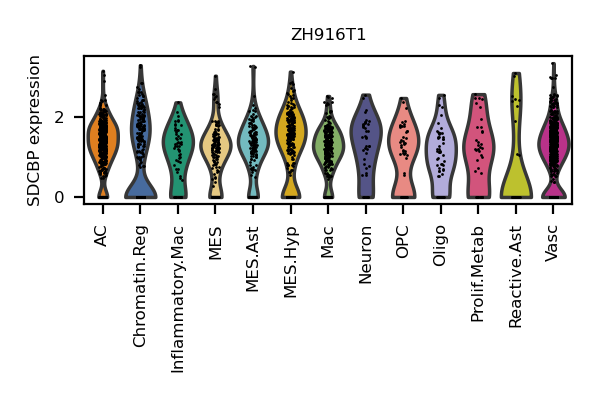 ZH916T1
SDCBP expression
2
0
AC
Chromatin.Reg
Inflammatory.Mac
MES
MES.Ast
MES.Hyp
Mac
Neuron
OPC
Oligo
Prolif.Metab
Reactive.Ast
Vasc